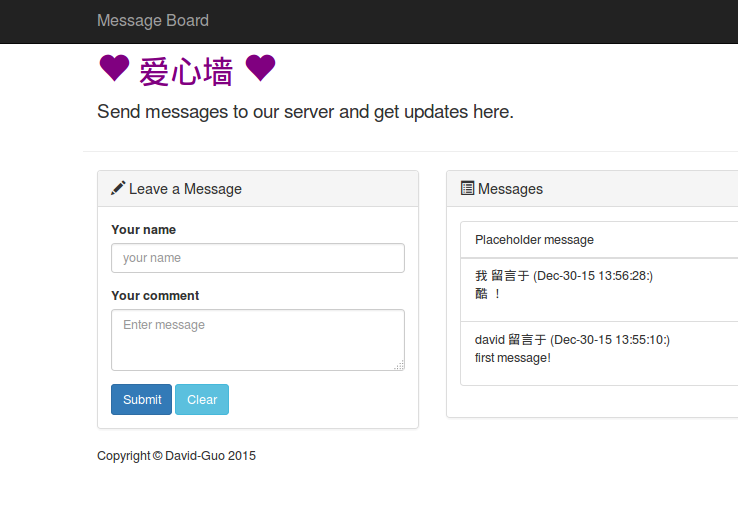 Message Board
❤ 爱心墙 ❤
Send messages to our server and get updates here.
Leave a Message
Your name
your name
Your comment
Enter message
Submit Clear
Messages
Placeholder message
我 留言于 (Dec-30-15 13:56:28:)
酷 ！
david 留言于 (Dec-30-15 13:55:10:)
first message!
Copyright © David-Guo 2015